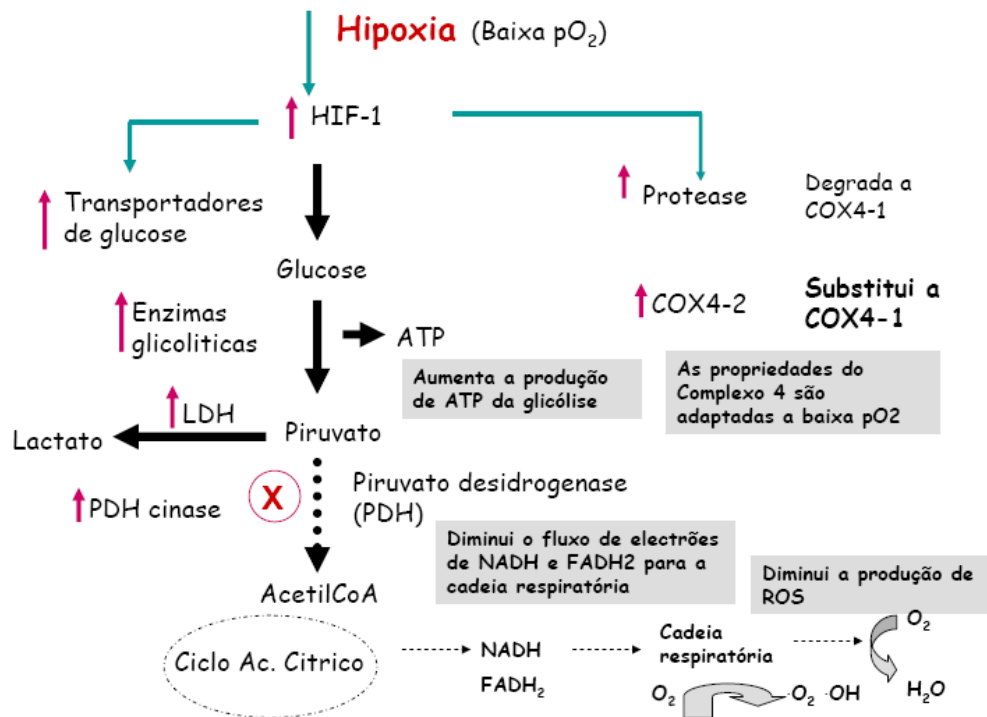 Hipoxia (Baixa pO₂)
HIF-1
Transportadores
de glucose
Protease
Degrada a
COX4-1
Glucose
Enzimas
glicoliticas
ATP
COX4-2
Substitui a
COX4-1
Aumenta a produção
de ATP da glicólise
As propriedades do
Complexo 4 são
adaptadas a baixa pO2
LDH
Lactato
Piruvato
PDH cinase
X
Piruvato desidrogenase
(PDH)
Diminui o fluxo de electrões
de NADH e FADH2 para a
cadeia respiratória
Diminui a produção de
ROS
AcetilCoA
Ciclo Ac. Citrico
NADH
FADH₂
Cadeia
respiratória
O₂
H₂O
O₂
·O₂ ·OH